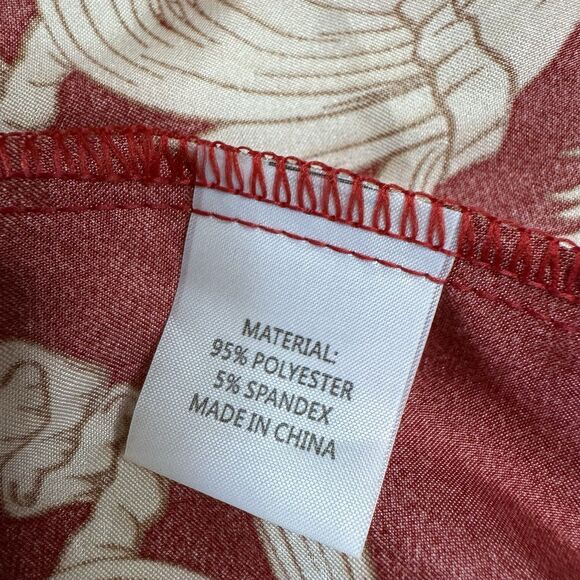 MATERIAL:
95% POLYESTER
5% SPANDEX
MADE IN CHINA